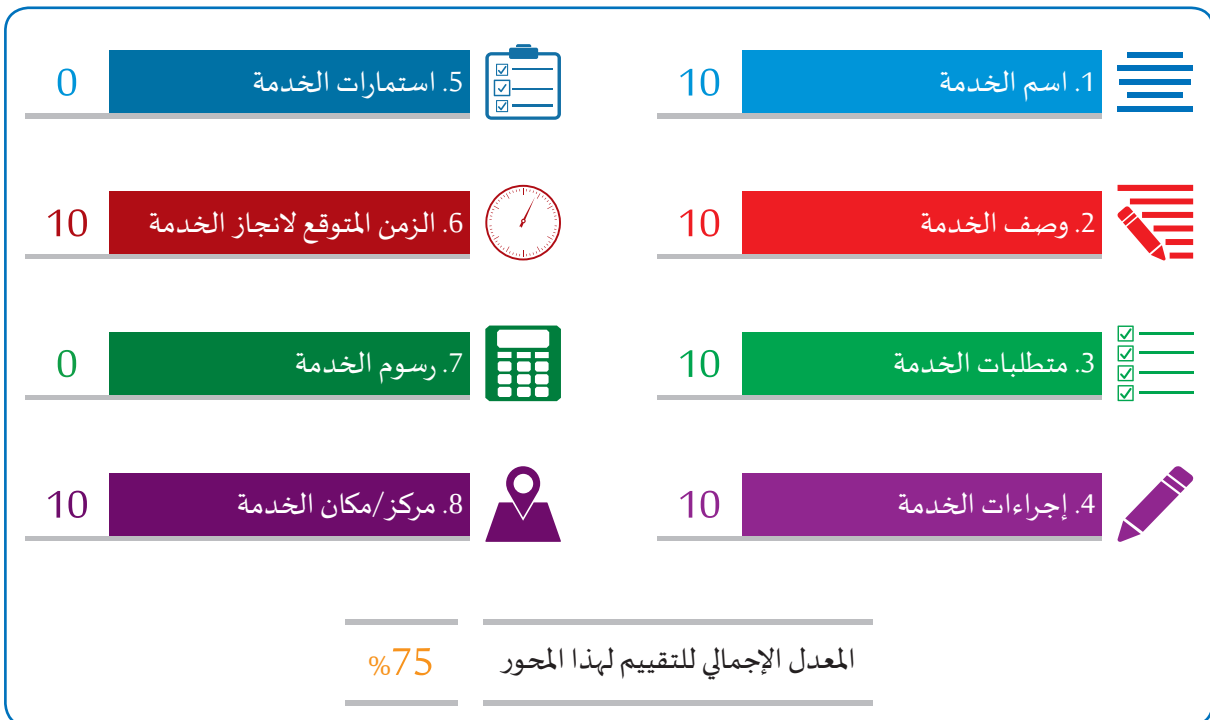 1. اسم الخدمة 10
2. وصف الخدمة 10
3. متطلبات الخدمة 10
4. إجراءات الخدمة 10
5. استمارات الخدمة 0
6. الزمن المتوقع لانجاز الخدمة 10
7. رسوم الخدمة 0
8. مركز/مكان الخدمة 10
المعدل الإجمالي للتقييم لهذا المحور %75